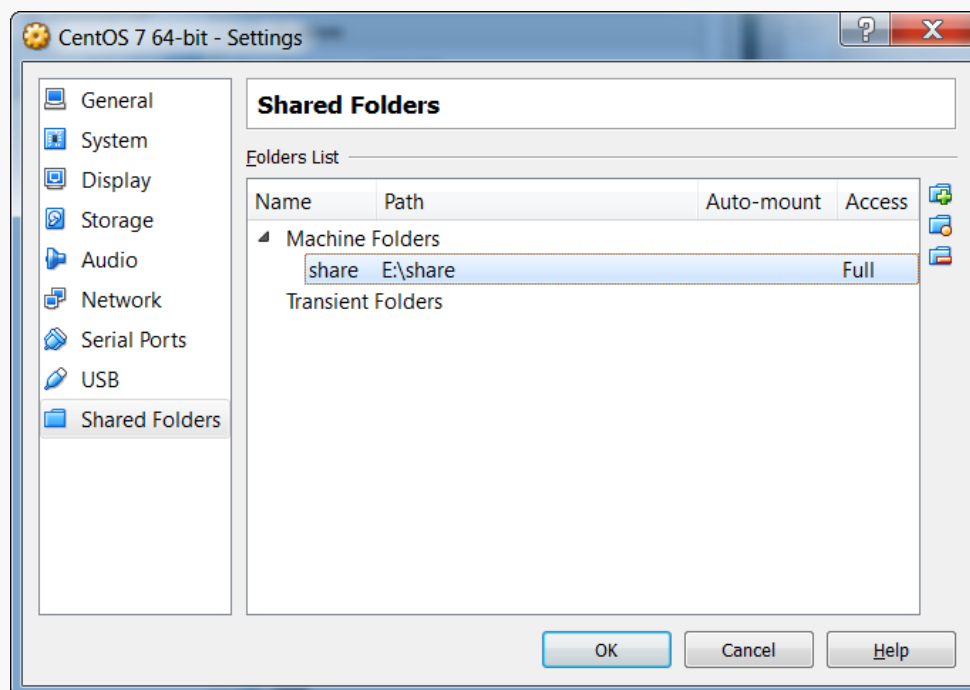 CentOS 7 64-bit - Settings
General
System
Display
Storage
Audio
Network
Serial Ports
USB
Shared Folders
Shared Folders
Folders List
Name Path Auto-mount Access
Machine Folders
share E:\share Full
Transient Folders
OK Cancel Help